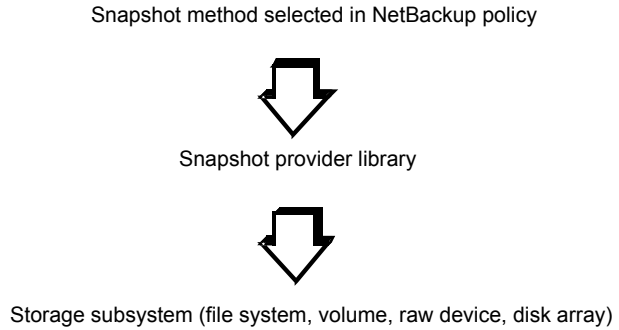 Snapshot method selected in NetBackup policy
Snapshot provider library
Storage subsystem (file system, volume, raw device, disk array)